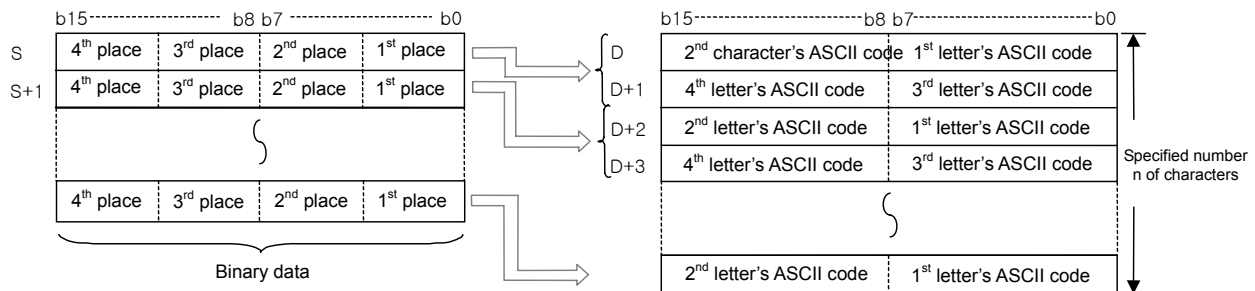 b15 b8 b7 b0
S 4th place 3rd place 2nd place 1st place
S+1 4th place 3rd place 2nd place 1st place
4th place 3rd place 2nd place 1st place
Binary data
b15 b8 b7 b0
D 2nd character's ASCII code 1st letter's ASCII code
D+1 4th letter's ASCII code 3rd letter's ASCII code
D+2 2nd letter's ASCII code 1st letter's ASCII code
D+3 4th letter's ASCII code 3rd letter's ASCII code
2nd letter's ASCII code 1st letter's ASCII code
Specified number
n of characters